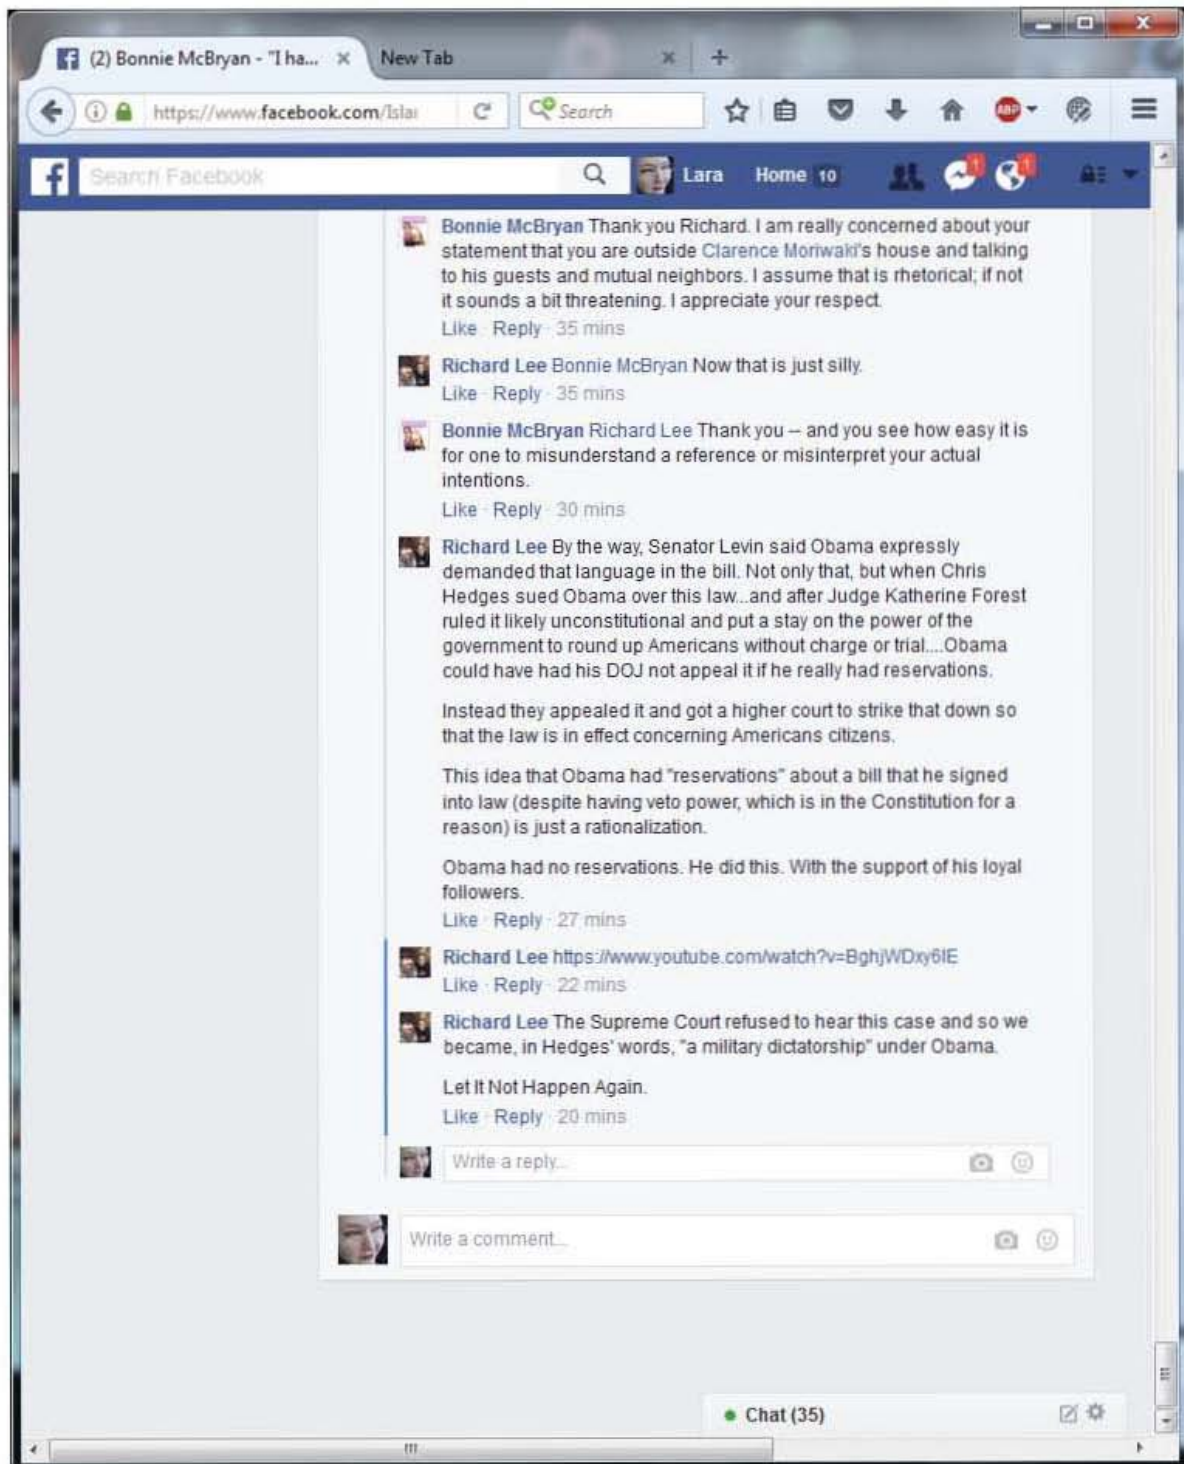 (2) Bonnie McBryan - "I ha...
New Tab
https://www.facebook.com/Islar
Search
ABP
Search Facebook
Lara
Home 10
1
1
Bonnie McBryan Thank you Richard. I am really concerned about your
statement that you are outside Clarence Moriwaki's house and talking
to his guests and mutual neighbors. I assume that is rhetorical; if not
it sounds a bit threatening. I appreciate your respect.
Like · Reply · 35 mins
Richard Lee Bonnie McBryan Now that is just silly.
Like · Reply · 35 mins
Bonnie McBryan Richard Lee Thank you -- and you see how easy it is
for one to misunderstand a reference or misinterpret your actual
intentions.
Like · Reply · 30 mins
Richard Lee By the way, Senator Levin said Obama expressly
demanded that language in the bill. Not only that, but when Chris
Hedges sued Obama over this law...and after Judge Katherine Forest
ruled it likely unconstitutional and put a stay on the power of the
government to round up Americans without charge or trial....Obama
could have had his DOJ not appeal it if he really had reservations.
Instead they appealed it and got a higher court to strike that down so
that the law is in effect concerning Americans citizens.
This idea that Obama had "reservations" about a bill that he signed
into law (despite having veto power, which is in the Constitution for a
reason) is just a rationalization.
Obama had no reservations. He did this. With the support of his loyal
followers.
Like · Reply · 27 mins
Richard Lee https://www.youtube.com/watch?v=BghjWDxy6IE
Like · Reply · 22 mins
Richard Lee The Supreme Court refused to hear this case and so we
became, in Hedges' words, "a military dictatorship" under Obama.
Let It Not Happen Again.
Like · Reply · 20 mins
Write a reply...
Write a comment...
Chat (35)